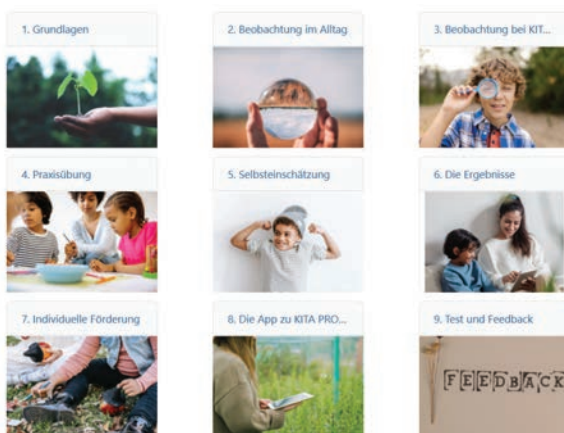 1. Grundlagen
2. Beobachtung im Alltag
3. Beobachtung bei KIT...
4. Praxisübung
5. Selbsteinschätzung
6. Die Ergebnisse
7. Individuelle Förderung
8. Die App zu KITA PRO...
9. Test und Feedback
FEEDBACK